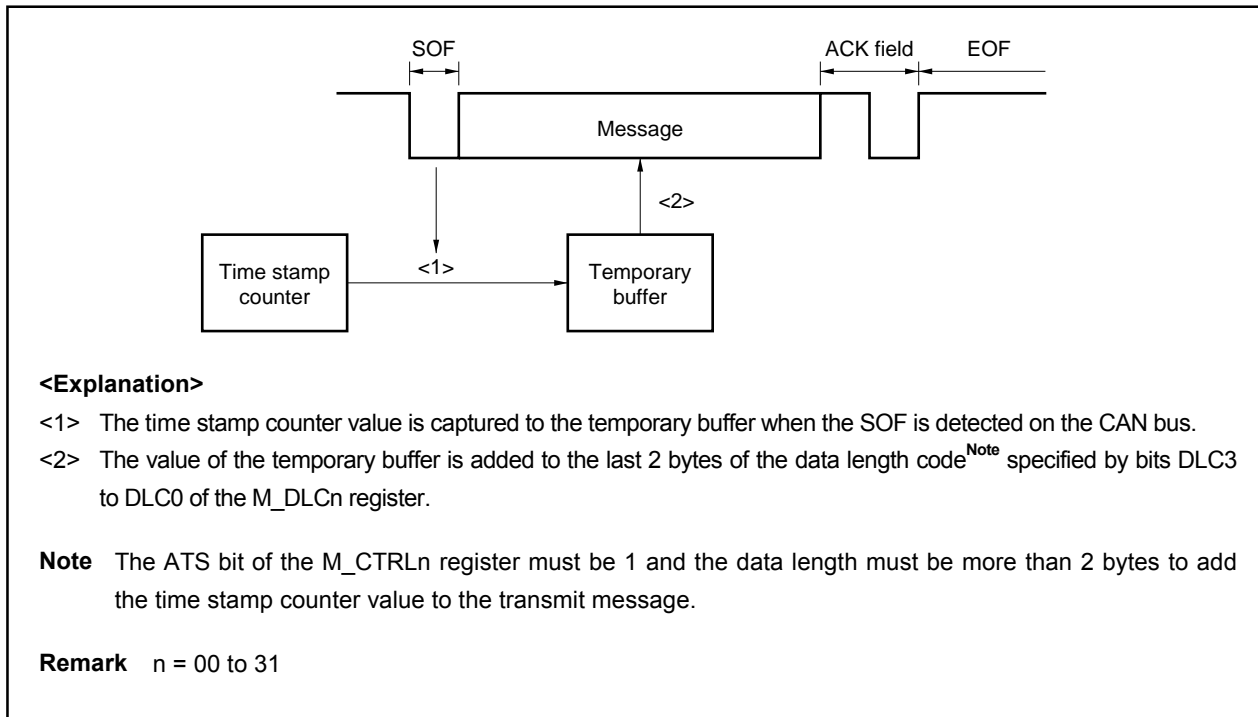 SOF
ACK field
EOF
Message
<2>
Time stamp
counter
<1>
Temporary
buffer
<Explanation>
<1> The time stamp counter value is captured to the temporary buffer when the SOF is detected on the CAN bus.
<2> The value of the temporary buffer is added to the last 2 bytes of the data length code Note specified by bits DLC3
to DLC0 of the M_DLCn register.
Note The ATS bit of the M_CTRLn register must be 1 and the data length must be more than 2 bytes to add
the time stamp counter value to the transmit message.
Remark n = 00 to 31